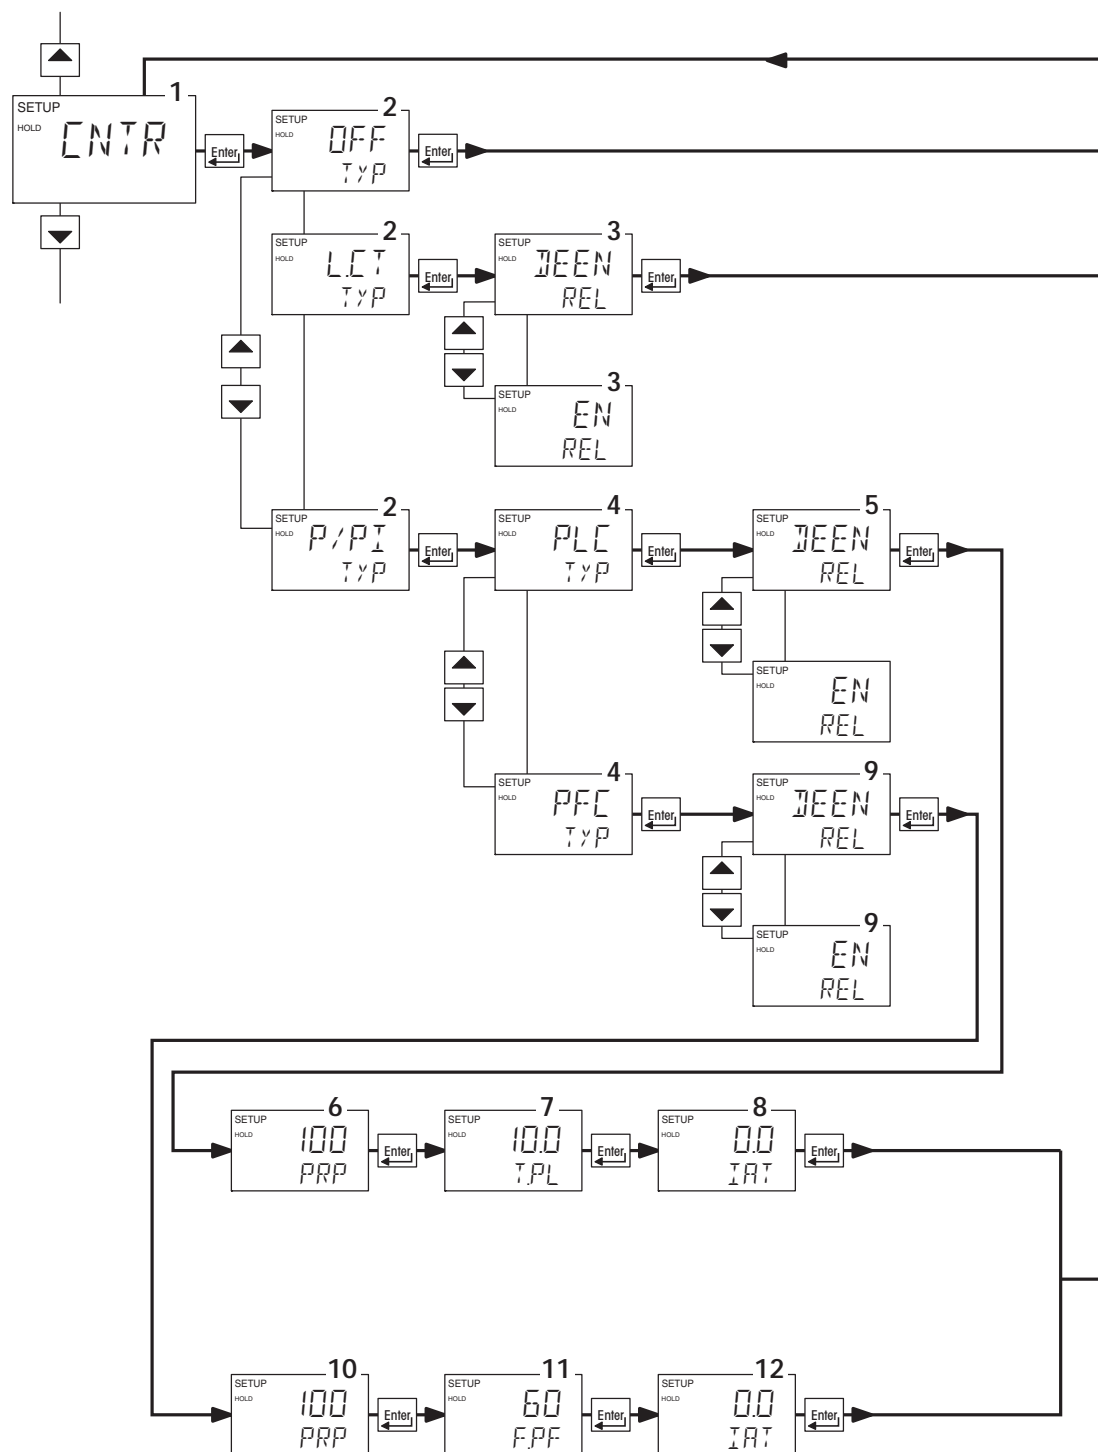 1
SETUP
HOLD
CNTR
Enter
2
SETUP
HOLD
OFF
TYP
Enter
2
SETUP
HOLD
L.CT
TYP
Enter
3
SETUP
HOLD
DEEN
REL
Enter
3
SETUP
HOLD
EN
REL
2
SETUP
HOLD
P/PI
TYP
Enter
4
SETUP
HOLD
PLC
TYP
Enter
5
SETUP
HOLD
DEEN
REL
Enter
SETUP
HOLD
EN
REL
4
SETUP
HOLD
PFC
TYP
Enter
9
SETUP
HOLD
DEEN
REL
Enter
9
SETUP
HOLD
EN
REL
6
SETUP
HOLD
100
PRP
Enter
7
SETUP
HOLD
10.0
T.PL
Enter
8
SETUP
HOLD
0.0
IAT
Enter
10
SETUP
HOLD
100
PRP
Enter
11
SETUP
HOLD
60
F.PF
Enter
12
SETUP
HOLD
0.0
IAT
Enter